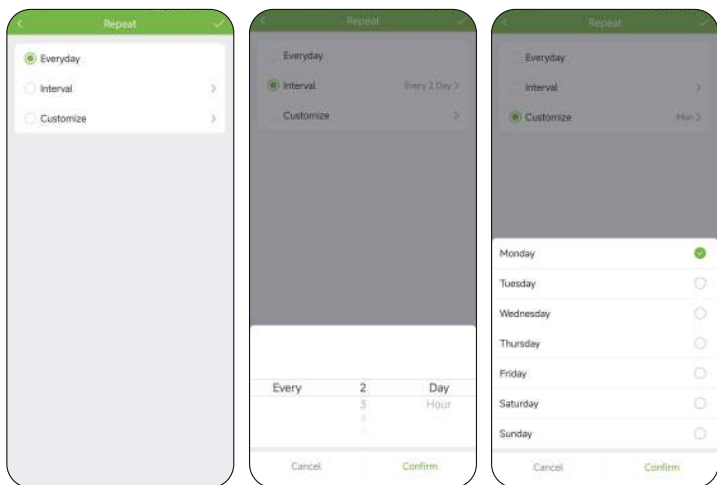 Repeat
Everyday
Interval
Customize
Repeat
Everyday
Interval Every 2 Day
Customize
Every 2 Day
3 Hour
4
Cancel Confirm
Repeat
Everyday
Interval
Customize Mon
Monday
Tuesday
Wednesday
Thursday
Friday
Saturday
Sunday
Cancel Confirm